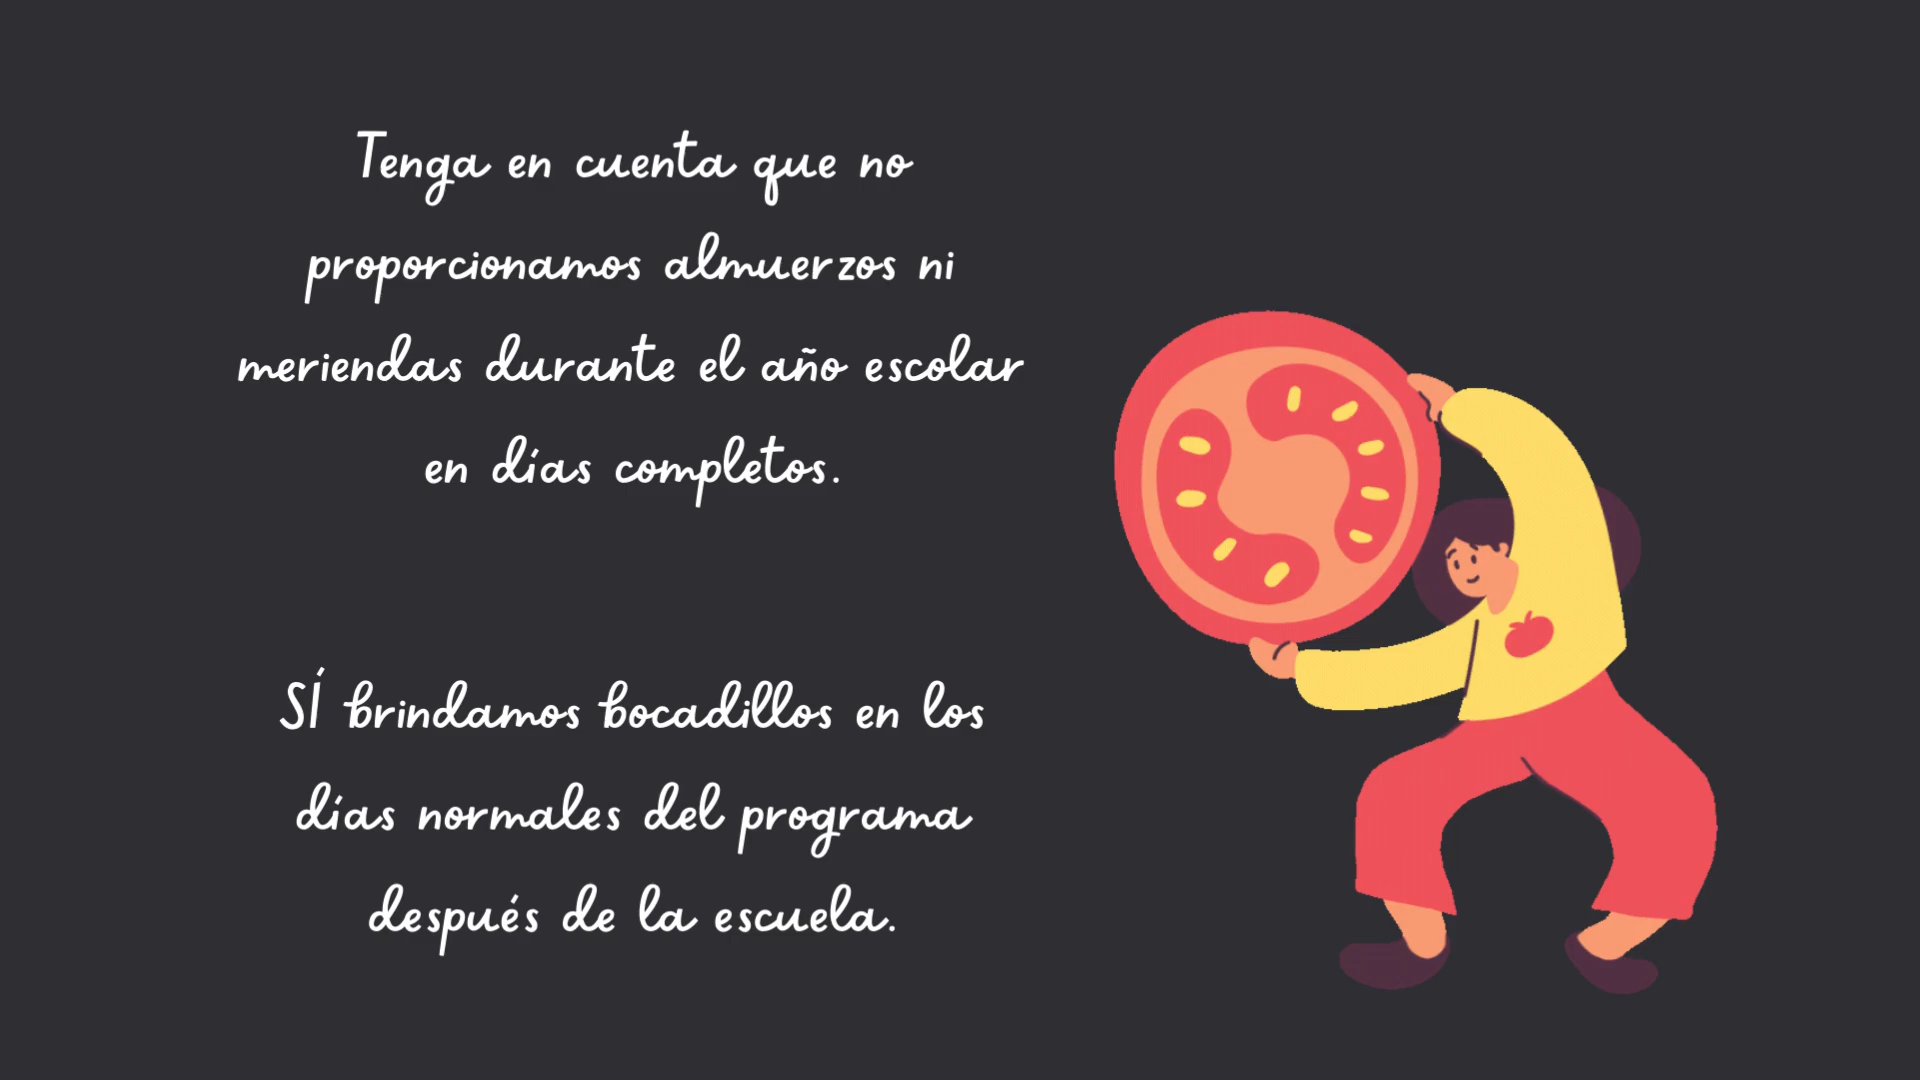 Tenga en cuenta que no
proporcionamos almuerzos ni
meriendas durante el año escolar
en días completos.
SÍ brindamos bocadillos en los
días normales del programa
después de la escuela.